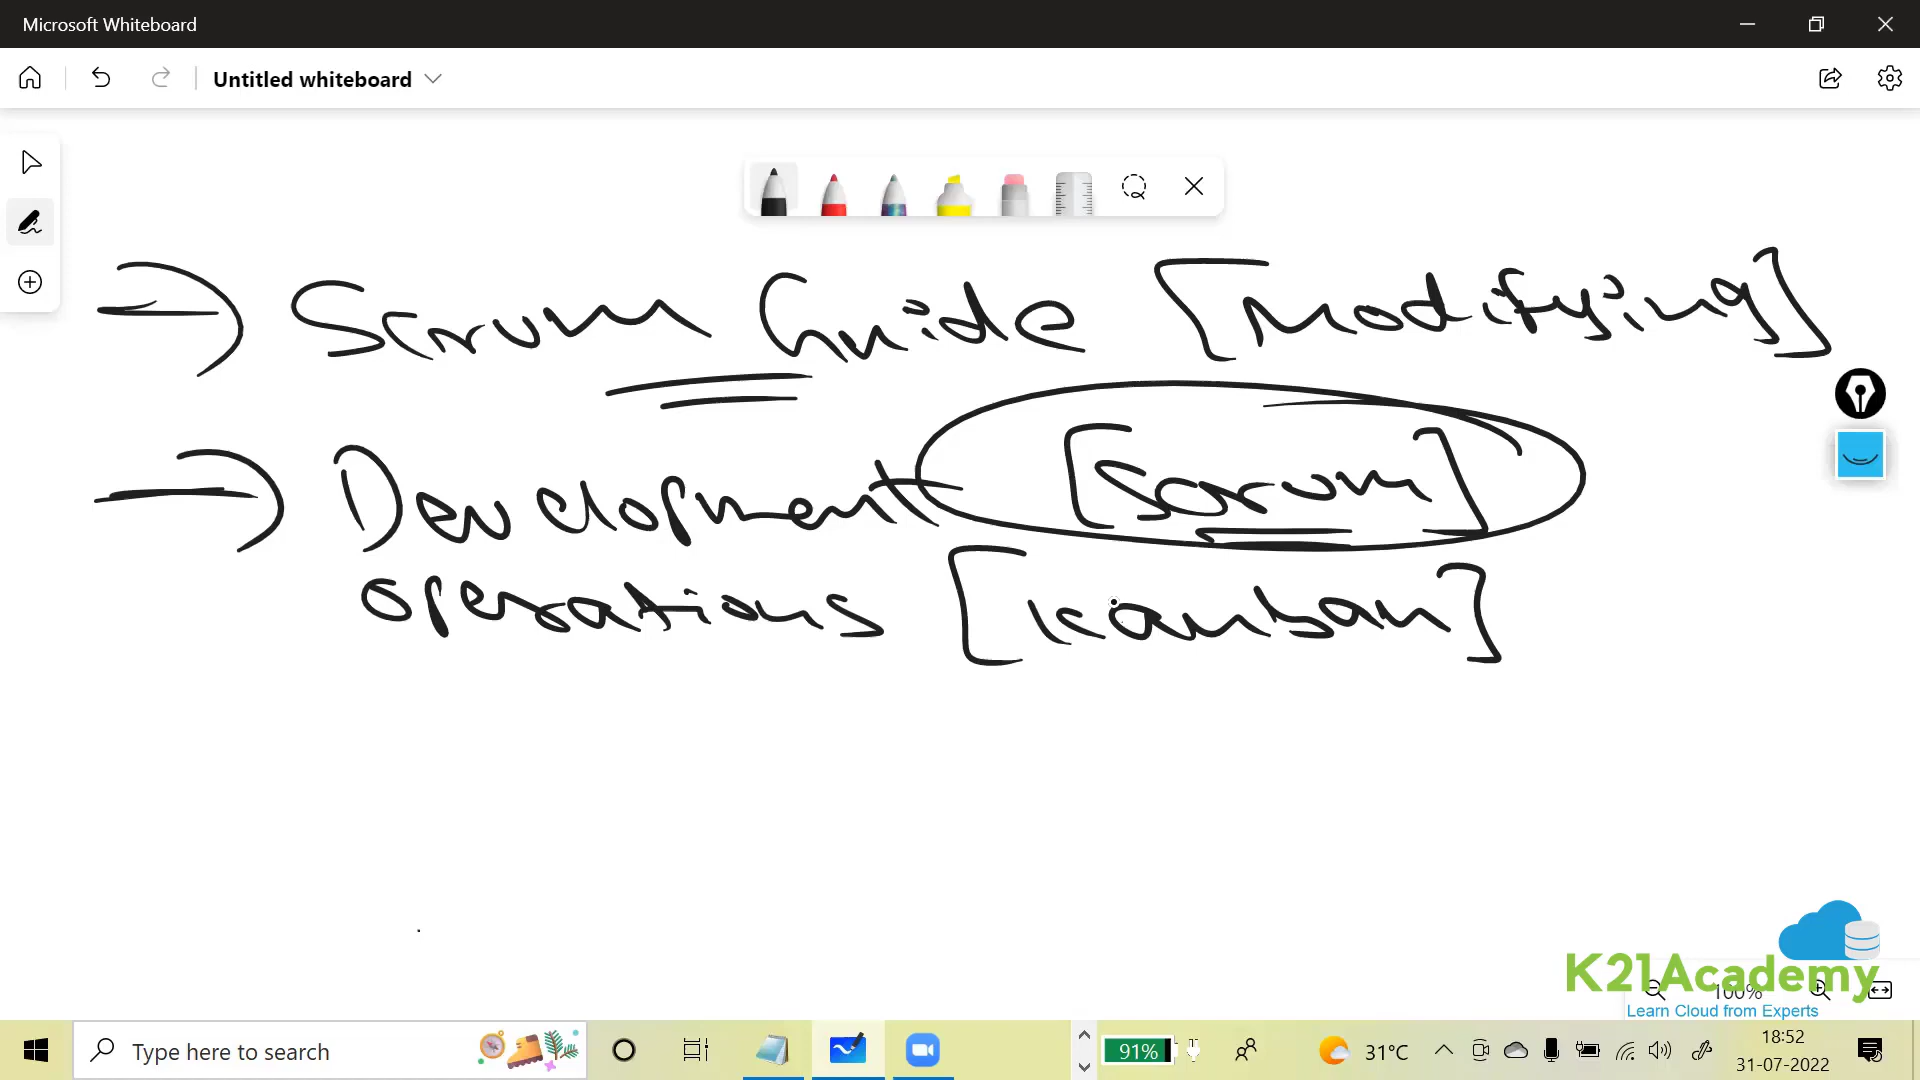 Microsoft Whiteboard
Untitled whiteboard
→ Scrum Guide [Modifying]
→ Development [Scrum]
operations [Kanban]
K21Academy
100%
Learn Cloud from Experts
Type here to search
91%
31°C
18:52
31-07-2022